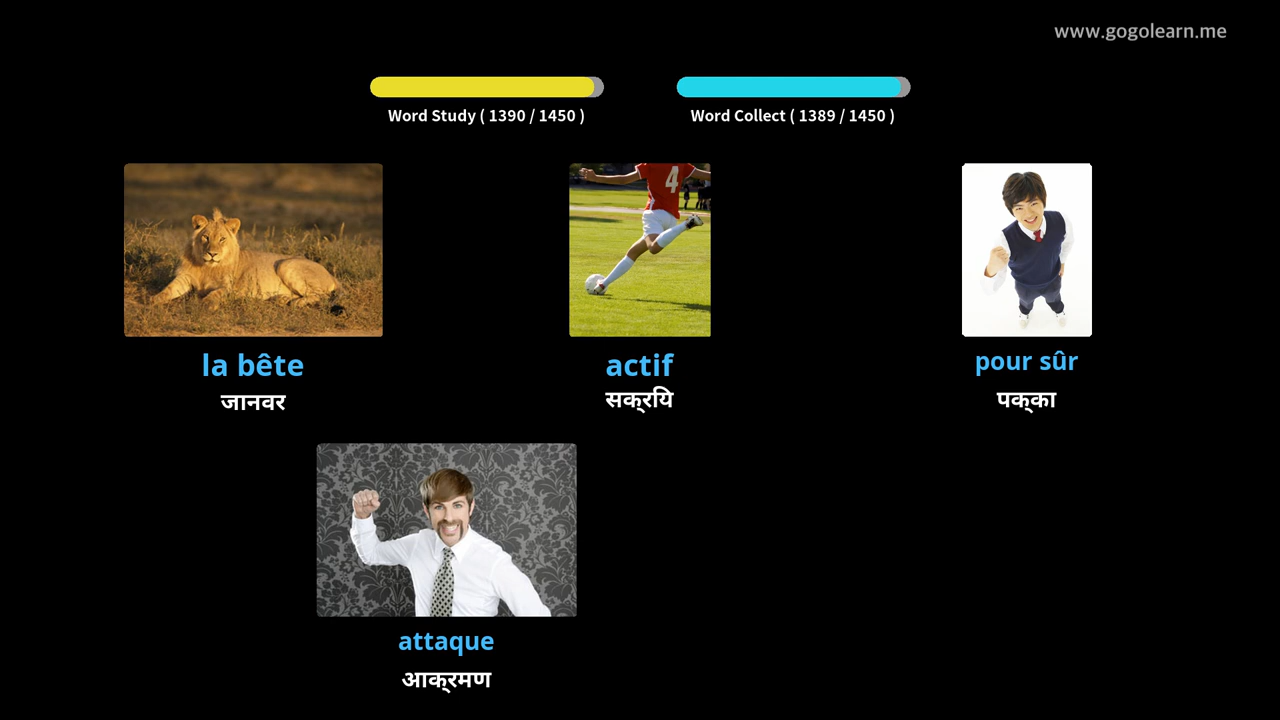 www.gogolearn.me
Word Study ( 1390 / 1450 )
Word Collect ( 1389 / 1450 )
la bête
actif
pour sûr
जानवर
सक्रयि
पक्का
attaque
आक्रमण